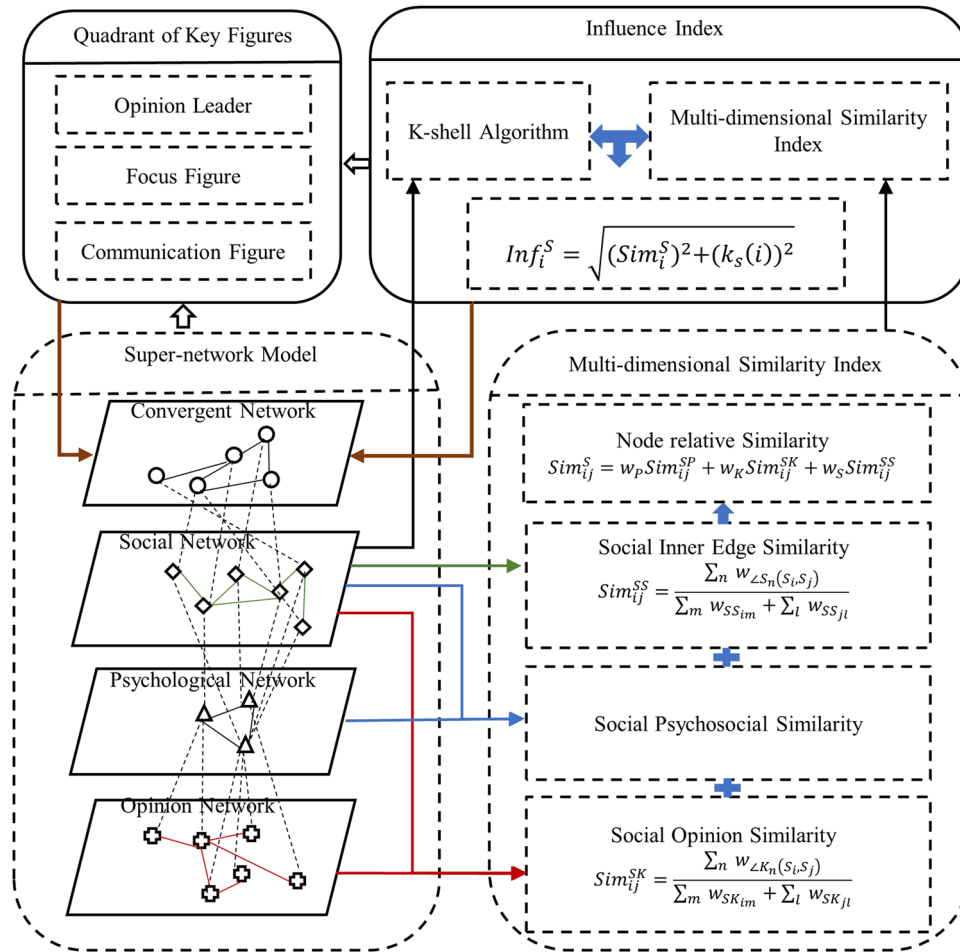 Quadrant of Key Figures
Opinion Leader
Focus Figure
Communication Figure
Influence Index
K-shell Algorithm
Multi-dimensional Similarity
Index
$Inf_i^S = \sqrt{(Sim_i^S)^2+(k_s(i))^2}$
Super-network Model
Convergent Network
Social Network
Psychological Network
Opinion Network
Multi-dimensional Similarity Index
Node relative Similarity
$Sim_{ij}^S = w_P Sim_{ij}^{SP} + w_K Sim_{ij}^{SK} + w_S Sim_{ij}^{SS}$
Social Inner Edge Similarity
$Sim_{ij}^{SS} = \frac{\sum_n w_{\angle S_n(S_i,S_j)}}{\sum_m w_{SS_{im}} + \sum_l w_{SS_{jl}}}$
Social Psychosocial Similarity
Social Opinion Similarity
$Sim_{ij}^{SK} = \frac{\sum_n w_{\angle K_n(S_i,S_j)}}{\sum_m w_{SK_{im}} + \sum_l w_{SK_{jl}}}$